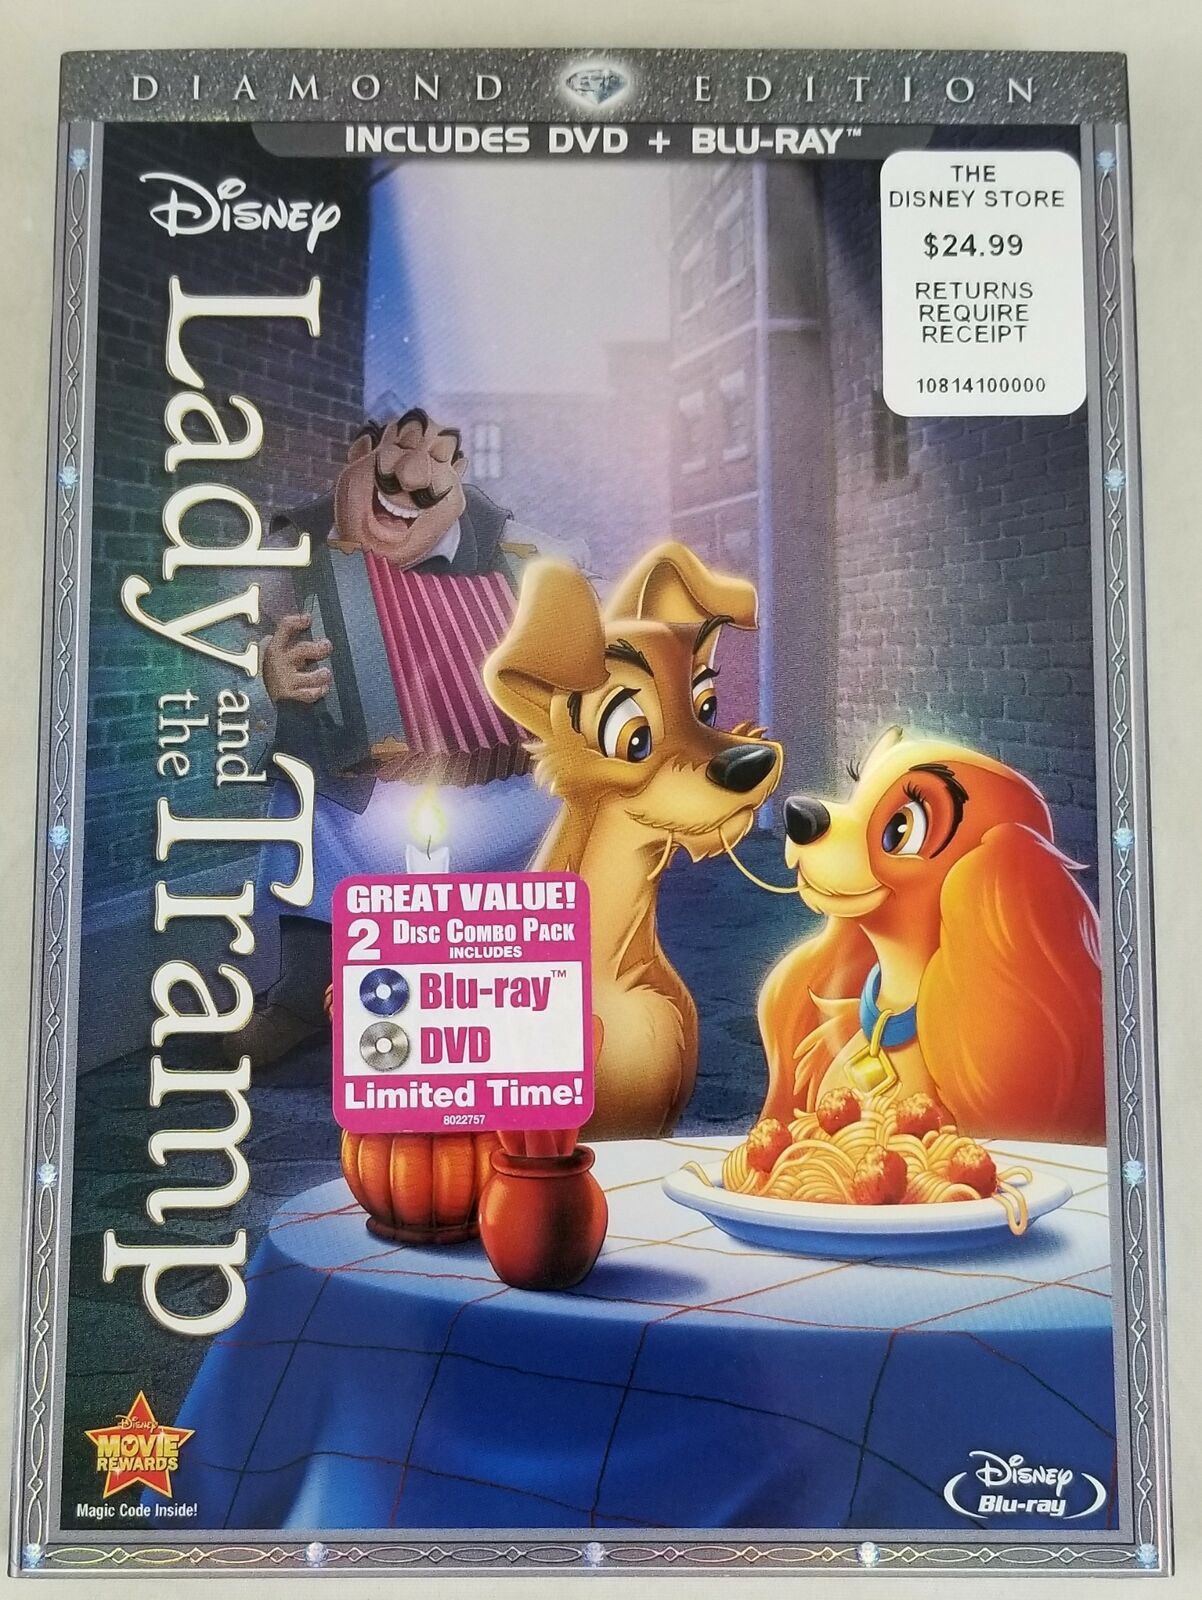 DIAMOND EDITION
INCLUDES DVD + BLU-RAY™
Disney
Lady
and
the
Tramp
THE
DISNEY STORE
$24.99
RETURNS
REQUIRE
RECEIPT
10814100000
GREAT VALUE!
2 DISC COMBO PACK
INCLUDES
Blu-ray™
DVD
Limited Time!
8022757
Disney
MOVIE
REWARDS
Magic Code Inside!
Disney
Blu-ray